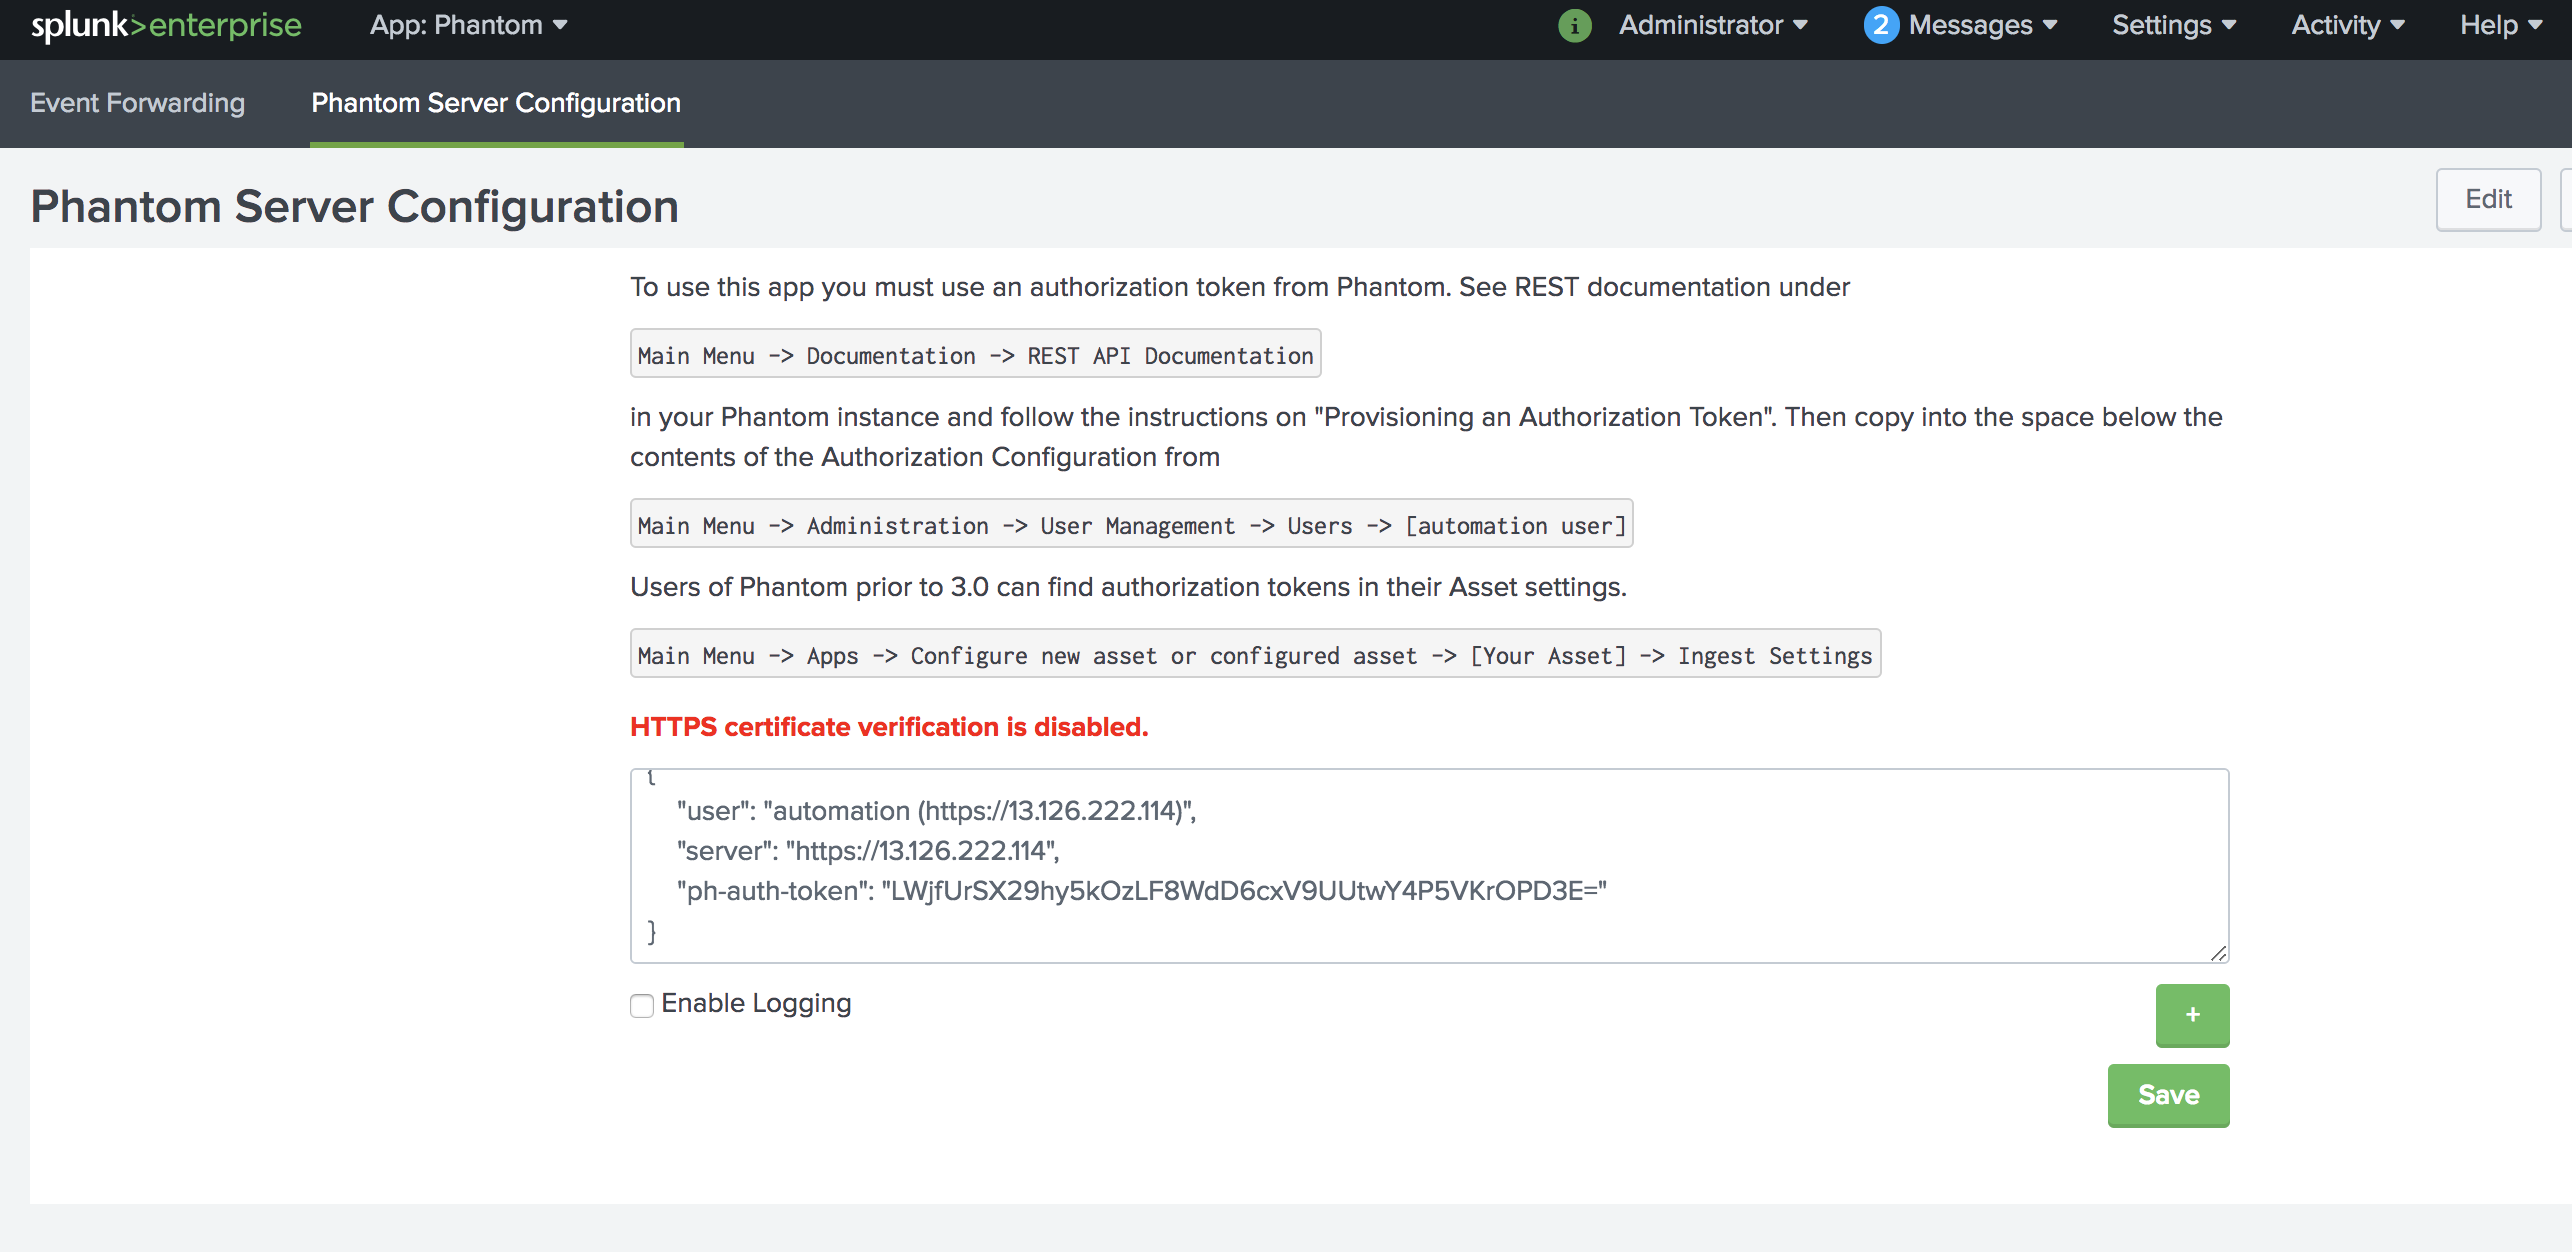 splunk>enterprise App: Phantom i Administrator 2 Messages Settings Activity Help
Event Forwarding Phantom Server Configuration
Phantom Server Configuration Edit
To use this app you must use an authorization token from Phantom. See REST documentation under
Main Menu -> Documentation -> REST API Documentation
in your Phantom instance and follow the instructions on "Provisioning an Authorization Token". Then copy into the space below the
contents of the Authorization Configuration from
Main Menu -> Administration -> User Management -> Users -> [automation user]
Users of Phantom prior to 3.0 can find authorization tokens in their Asset settings.
Main Menu -> Apps -> Configure new asset or configured asset -> [Your Asset] -> Ingest Settings
HTTPS certificate verification is disabled.
{
"user": "automation (https://13.126.222.114)",
"server": "https://13.126.222.114",
"ph-auth-token": "LWjfUrSX29hy5kOzLF8WdD6cxV9UUtwY4P5VKrOPD3E="
}
Enable Logging
+
Save